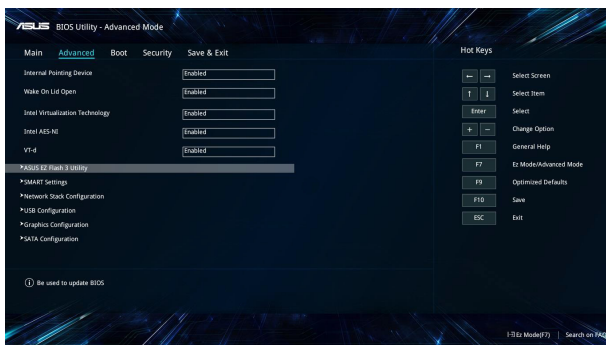 ASUS BIOS Utility - Advanced Mode
Main Advanced Boot Security Save & Exit
Internal Pointing Device Enabled
Wake On Lid Open Enabled
Intel Virtualization Technology Enabled
Intel AES-NI Enabled
VT-d Enabled
>ASUS EZ Flash 3 Utility
>SMART Settings
>Network Stack Configuration
>USB Configuration
>Graphics Configuration
>SATA Configuration
i Be used to update BIOS
Hot Keys
← → Select Screen
↑ ↓ Select Item
Enter Select
+ − Change Option
F1 General Help
F7 Ez Mode/Advanced Mode
F9 Optimized Defaults
F10 Save
ESC Exit
Ez Mode(F7) | Search on FAQ